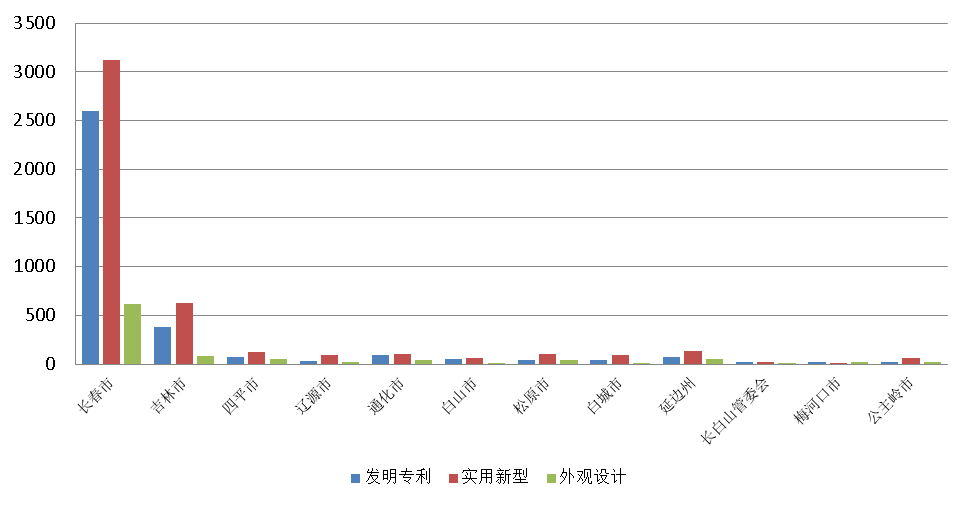 3500
3000
2500
2000
1500
1000
500
0
长春市
吉林市
四平市
辽源市
通化市
白山市
松原市
白城市
延边州
长白山管委会
梅河口市
公主岭市
发明专利 实用新型 外观设计